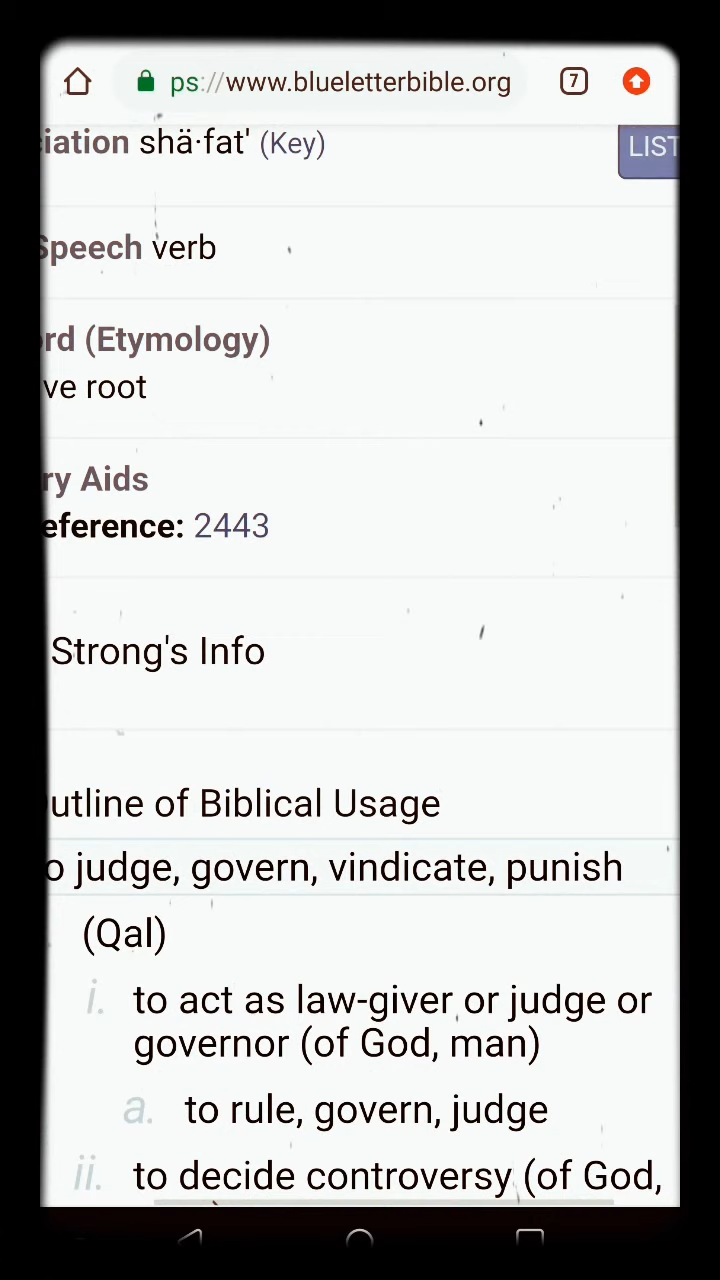 ps://www.blueletterbible.org 7
ciation shä·fat' (Key) LIST
Speech verb
ord (Etymology)
ve root
ry Aids
eference: 2443
Strong's Info
utline of Biblical Usage
o judge, govern, vindicate, punish
(Qal)
i. to act as law-giver or judge or
governor (of God, man)
a. to rule, govern, judge
ii. to decide controversy (of God,